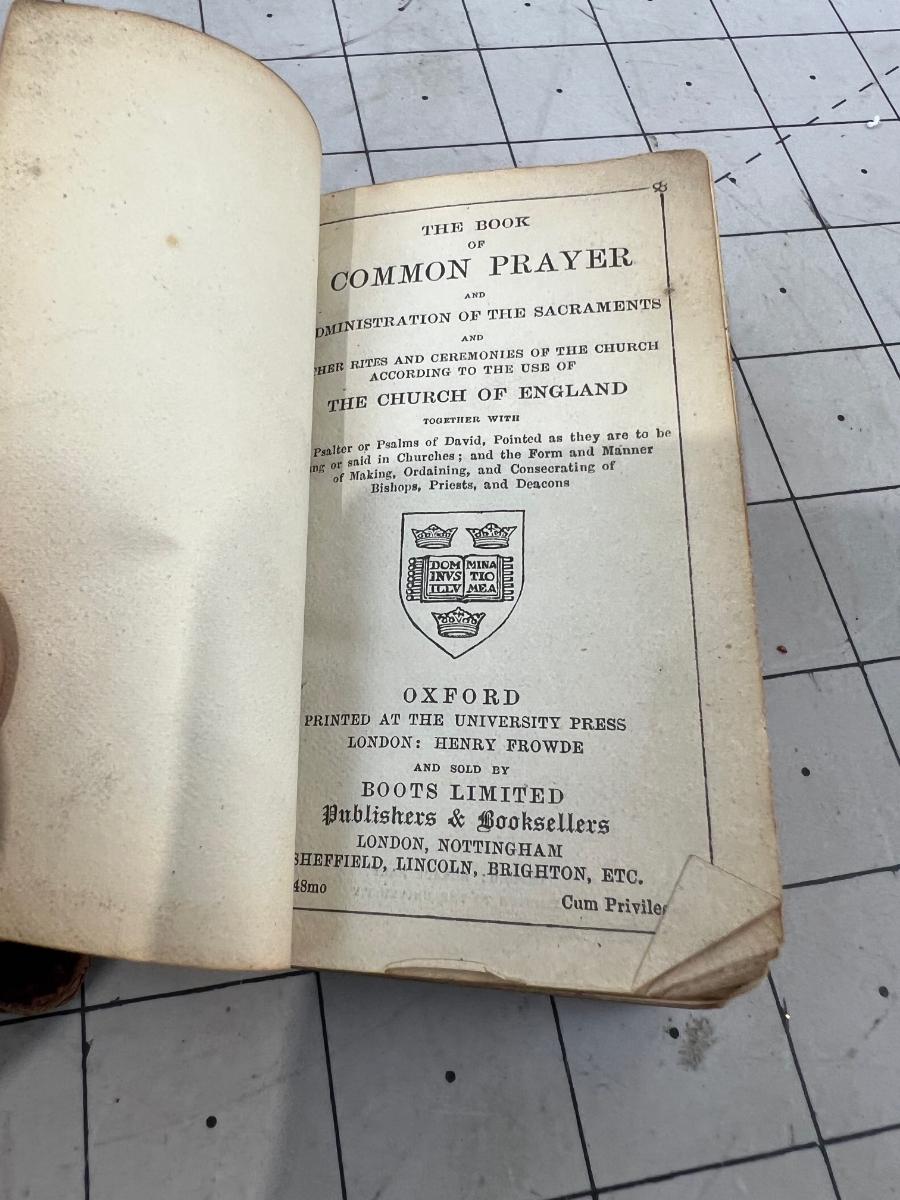 THE BOOK
OF
COMMON PRAYER
AND
DMINISTRATION OF THE SACRAMENTS
AND
HER RITES AND CEREMONIES OF THE CHURCH
ACCORDING TO THE USE OF
THE CHURCH OF ENGLAND
TOGETHER WITH
Psalter or Psalms of David, Pointed as they are to be
ng or said in Churches; and the Form and Manner
of Making, Ordaining, and Consecrating of
Bishops, Priests, and Deacons
DOM MINA
INVS TIO
ILLV MEA
OXFORD
PRINTED AT THE UNIVERSITY PRESS
LONDON: HENRY FROWDE
AND SOLD BY
BOOTS LIMITED
Publishers & Booksellers
LONDON, NOTTINGHAM
SHEFFIELD, LINCOLN, BRIGHTON, ETC.
48mo
Cum Privileg